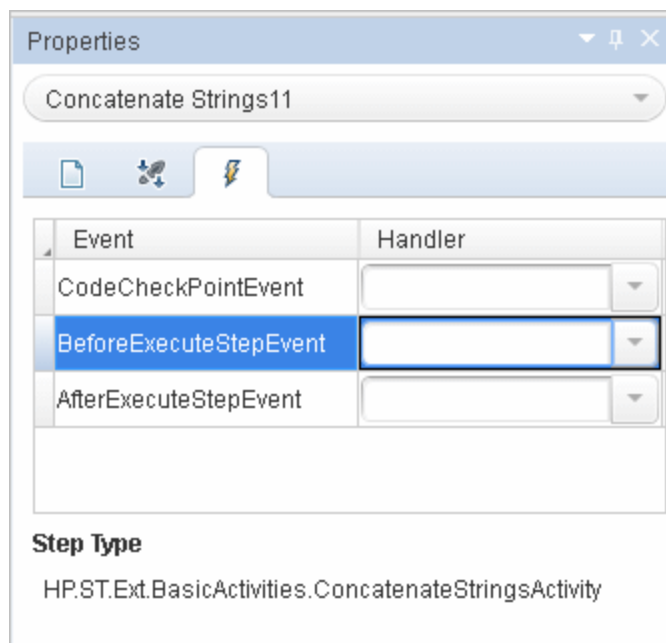 Properties
Concatenate Strings11
Event Handler
CodeCheckPointEvent
BeforeExecuteStepEvent
AfterExecuteStepEvent
Step Type
HP.ST.Ext.BasicActivities.ConcatenateStringsActivity